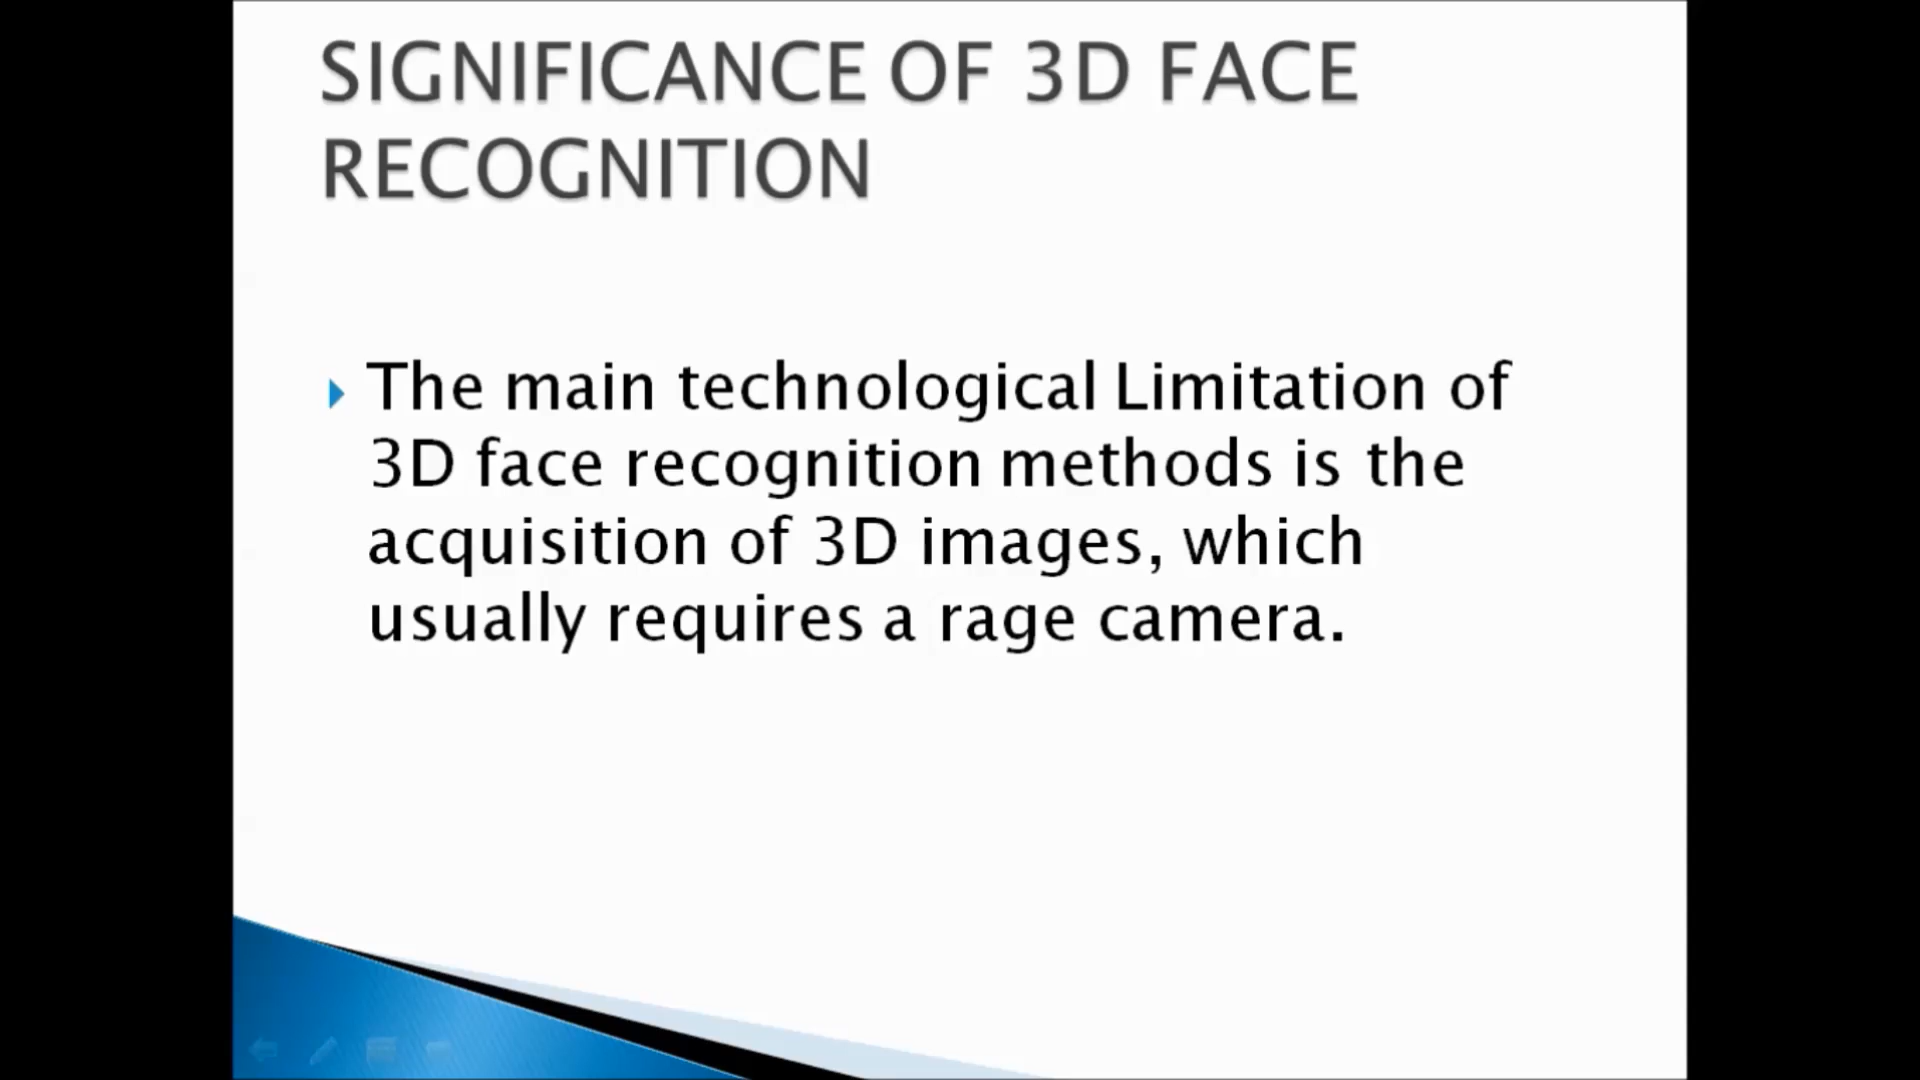 SIGNIFICANCE OF 3D FACE
RECOGNITION
The main technological Limitation of
3D face recognition methods is the
acquisition of 3D images, which
usually requires a rage camera.